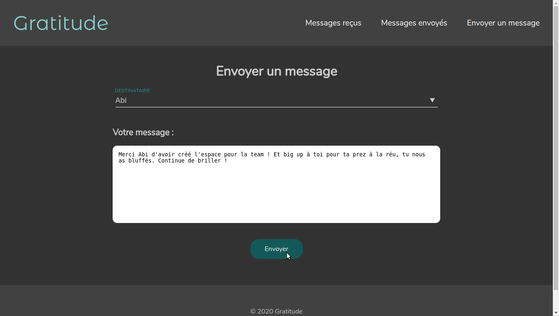 Gratitude
Messages reçus
Messages envoyés
Envoyer un message
Envoyer un message
DESTINATAIRE
Abi
Votre message :
Merci Abi d'avoir créé l'espace pour la team ! Et big up à toi pour ta prez à la réu, tu nous
as bluffés. Continue de briller !
Envoyer
© 2020 Gratitude